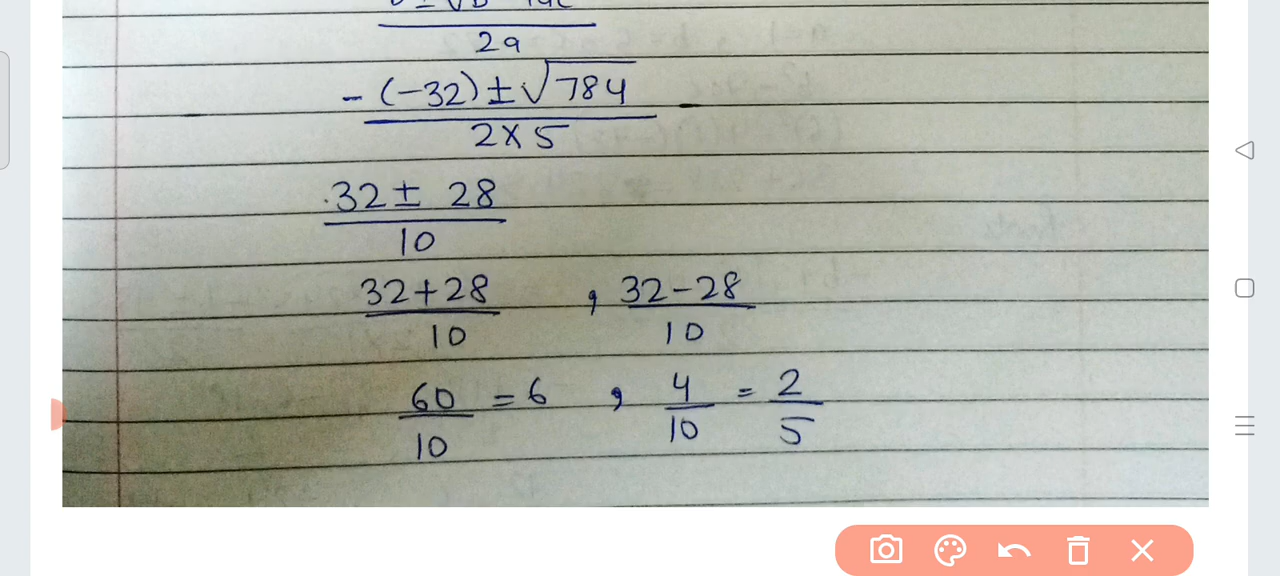 2a
-(-32)±√784
2×5
32± 28
10
32+28 , 32-28
10 10
60 = 6 , 4 = 2
10 10 5